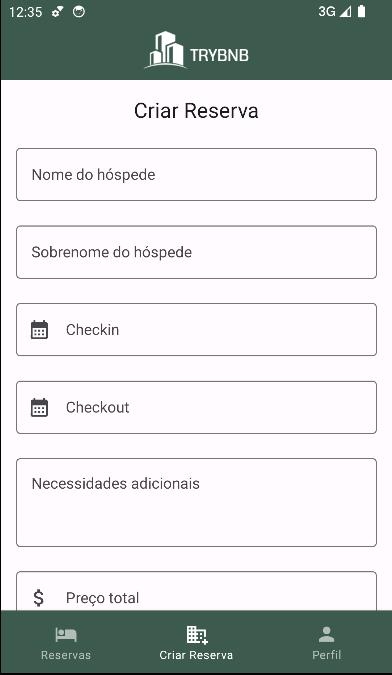 12:35 3G
TRYBNB
Criar Reserva
Nome do hóspede
Sobrenome do hóspede
Checkin
Checkout
Necessidades adicionais
$ Preço total
Reservas Criar Reserva Perfil